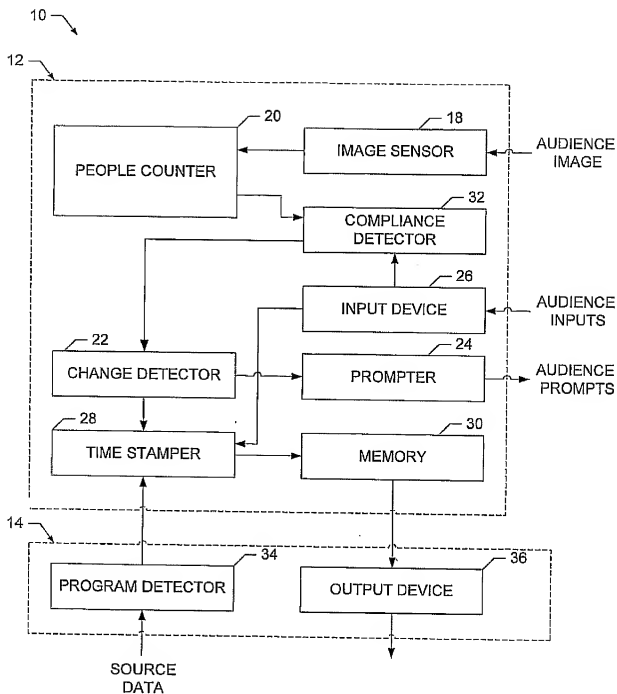 10
12
20
18
PEOPLE COUNTER
IMAGE SENSOR
AUDIENCE
IMAGE
32
COMPLIANCE
DETECTOR
26
INPUT DEVICE
AUDIENCE
INPUTS
22
CHANGE DETECTOR
24
PROMPTER
AUDIENCE
PROMPTS
28
TIME STAMPER
30
MEMORY
14
34
PROGRAM DETECTOR
36
OUTPUT DEVICE
SOURCE
DATA